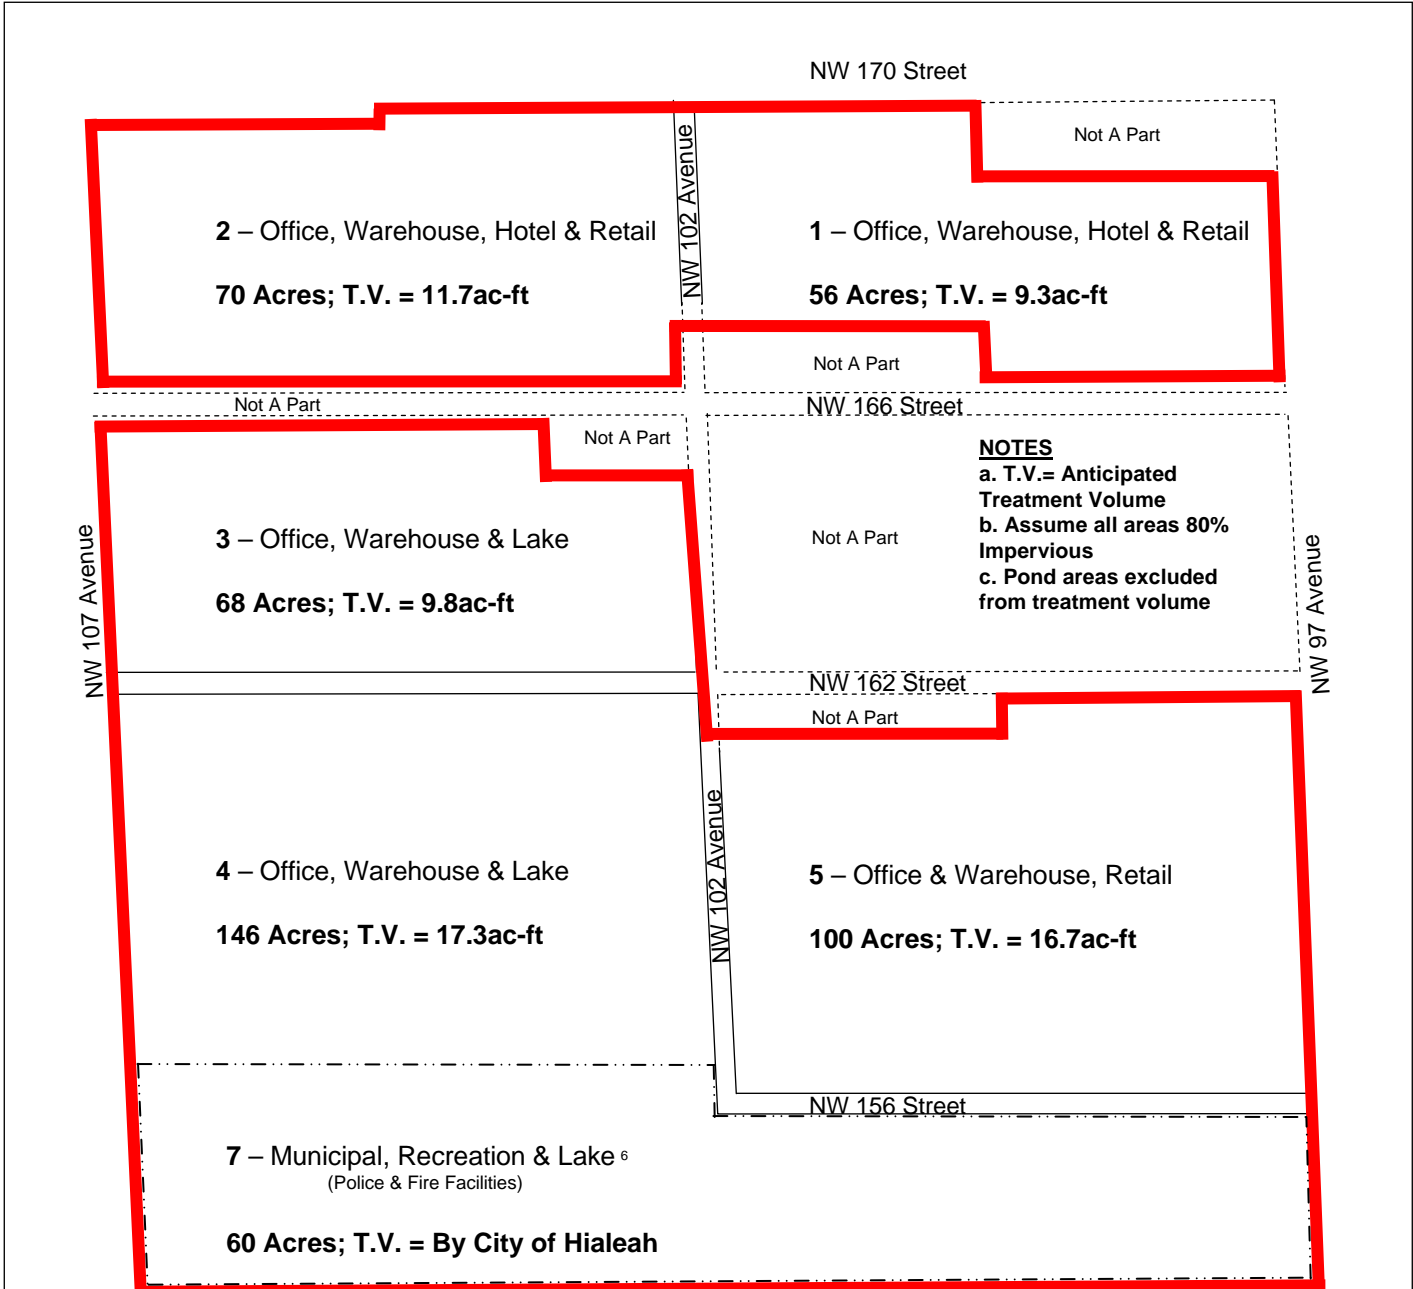 NW 170 Street
Not A Part
NW 102 Avenue
2 – Office, Warehouse, Hotel & Retail
70 Acres; T.V. = 11.7ac-ft
1 – Office, Warehouse, Hotel & Retail
56 Acres; T.V. = 9.3ac-ft
Not A Part
Not A Part
NW 166 Street
Not A Part
NOTES
a. T.V.= Anticipated
Treatment Volume
b. Assume all areas 80%
Impervious
c. Pond areas excluded
from treatment volume
3 – Office, Warehouse & Lake
68 Acres; T.V. = 9.8ac-ft
Not A Part
NW 107 Avenue
NW 97 Avenue
NW 162 Street
Not A Part
4 – Office, Warehouse & Lake
146 Acres; T.V. = 17.3ac-ft
NW 102 Avenue
5 – Office & Warehouse, Retail
100 Acres; T.V. = 16.7ac-ft
NW 156 Street
7 – Municipal, Recreation & Lake 6
(Police & Fire Facilities)
60 Acres; T.V. = By City of Hialeah